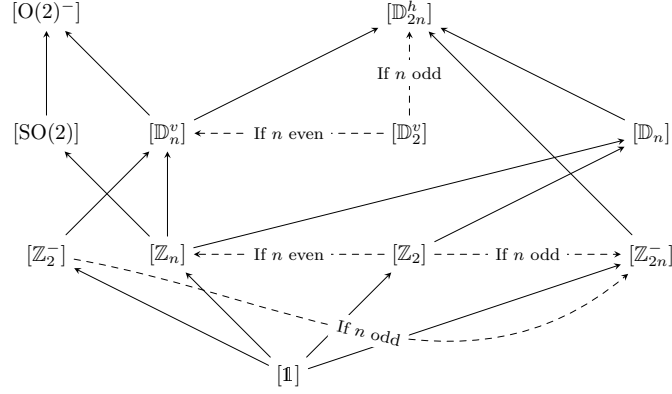 [O(2)⁻] [𝔻ʰ₂ₙ]
If n odd
[SO(2)] [𝔻ᵛₙ] If n even [𝔻ᵛ₂] [𝔻ₙ]
[ℤ₂⁻] [ℤₙ] If n even [ℤ₂] If n odd [ℤ₂ₙ⁻]
If n odd
[𝟙]